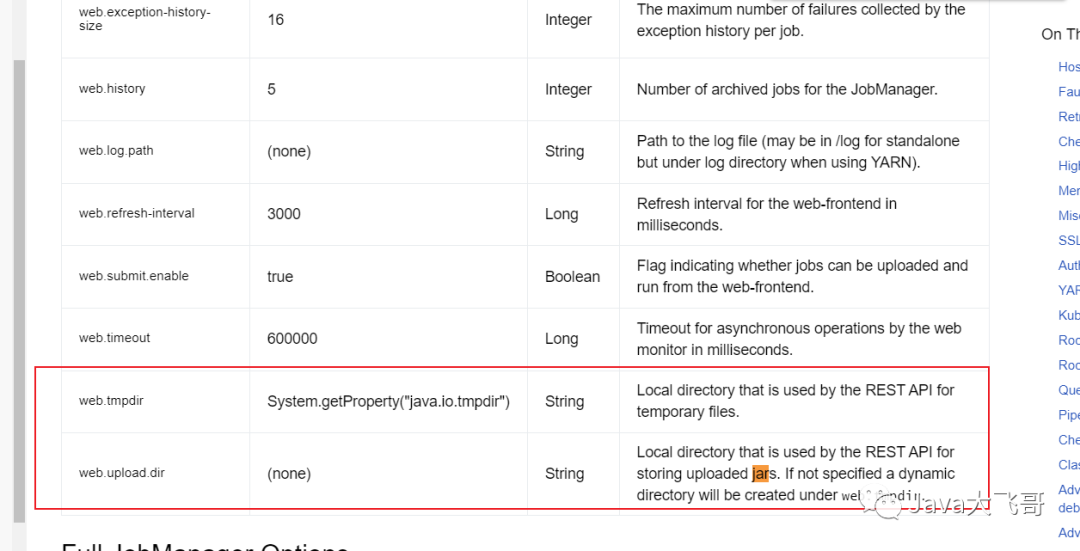 web.exception-history-
size
16
Integer
The maximum number of failures collected by the
exception history per job.
web.history
5
Integer
Number of archived jobs for the JobManager.
web.log.path
(none)
String
Path to the log file (may be in /log for standalone
but under log directory when using YARN).
web.refresh-interval
3000
Long
Refresh interval for the web-frontend in
milliseconds.
web.submit.enable
true
Boolean
Flag indicating whether jobs can be uploaded and
run from the web-frontend.
web.timeout
600000
Long
Timeout for asynchronous operations by the web
monitor in milliseconds.
web.tmpdir
System.getProperty("java.io.tmpdir")
String
Local directory that is used by the REST API for
temporary files.
web.upload.dir
(none)
String
Local directory that is used by the REST API for
storing uploaded jars. If not specified a dynamic
directory will be created under
Java大飞哥
Full JobManager Options
On Th
Hos
Fau
Retr
Che
High
Mem
Misc
SSL
Auth
YAR
Kub
Roc
Roc
Que
Pipe
Che
Clas
Adv
deb
Adv